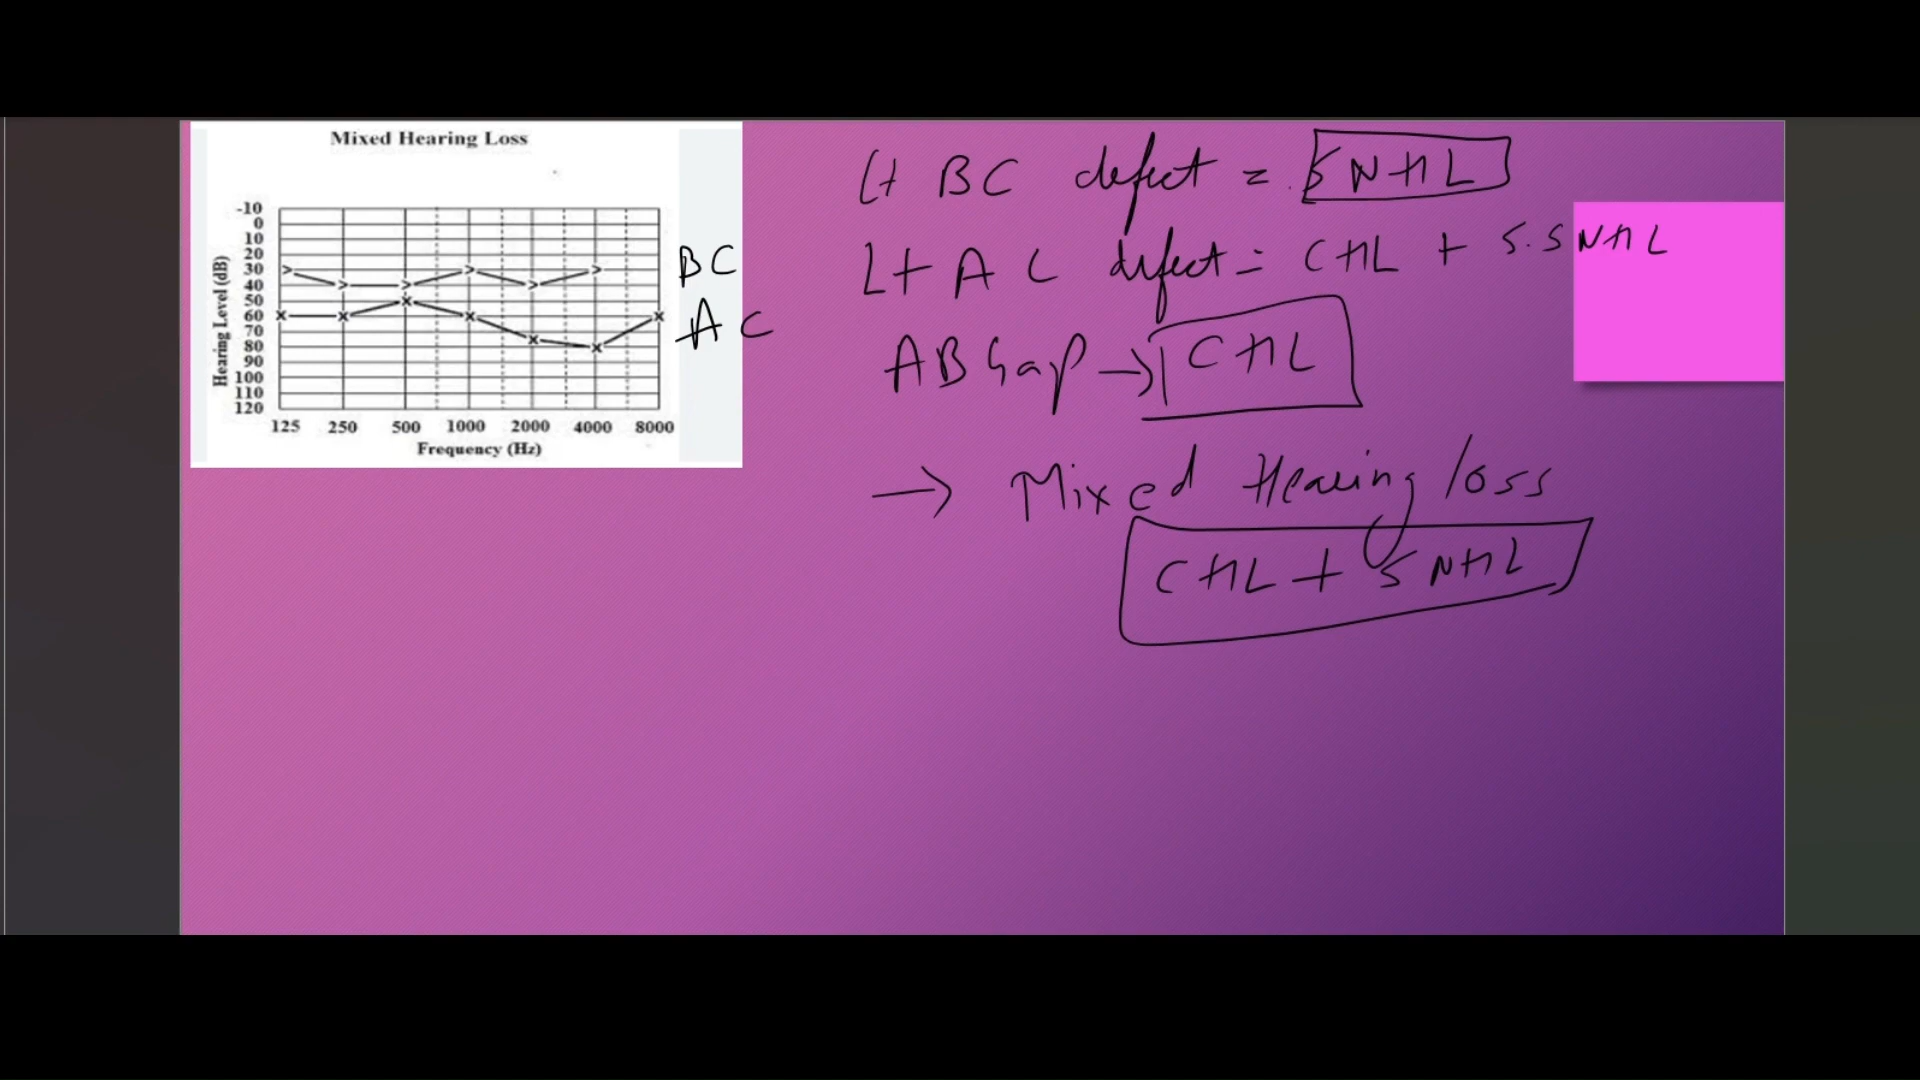 Mixed Hearing Loss
-10
0
10
20
30
40
50
60
70
80
90
100
110
120
Hearing Level (dB)
125 250 500 1000 2000 4000 8000
Frequency (Hz)
BC
AC
Lt BC defect = SNHL
Lt AC defect = CHL + S.SNHL
AB Gap → CHL
→ Mixed Hearing loss
CHL + SNHL